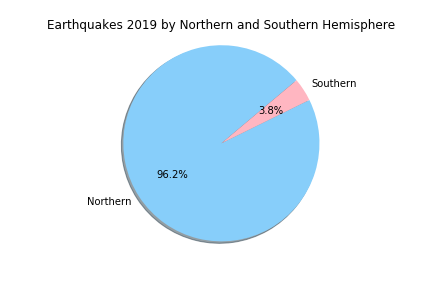 Earthquakes 2019 by Northern and Southern Hemisphere
Southern
3.8%
96.2%
Northern